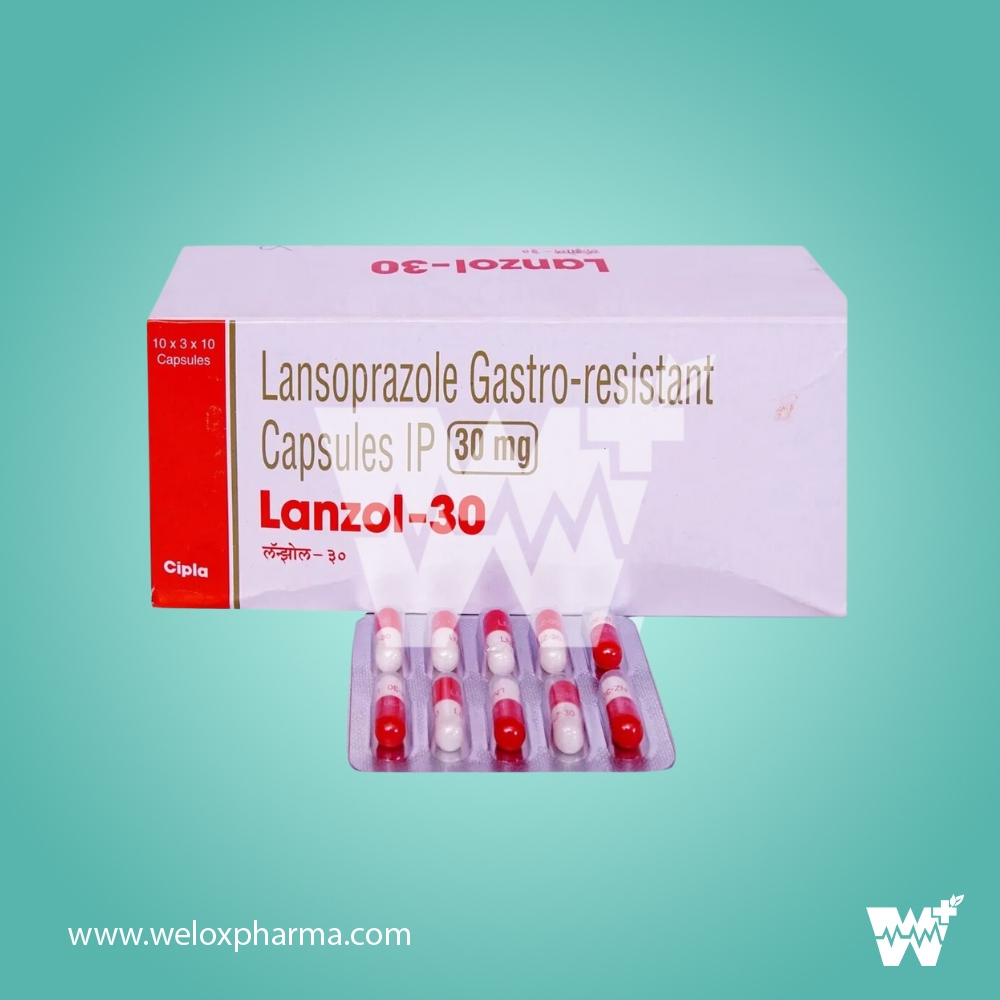 लॅन्झोल - ३०
Lanzol-30
10 x 3 x 10
Capsules
Lansoprazole Gastro-resistant
Capsules IP 30 mg
Lanzol-30
लॅन्झोल - ३०
Cipla
www.weloxpharma.com